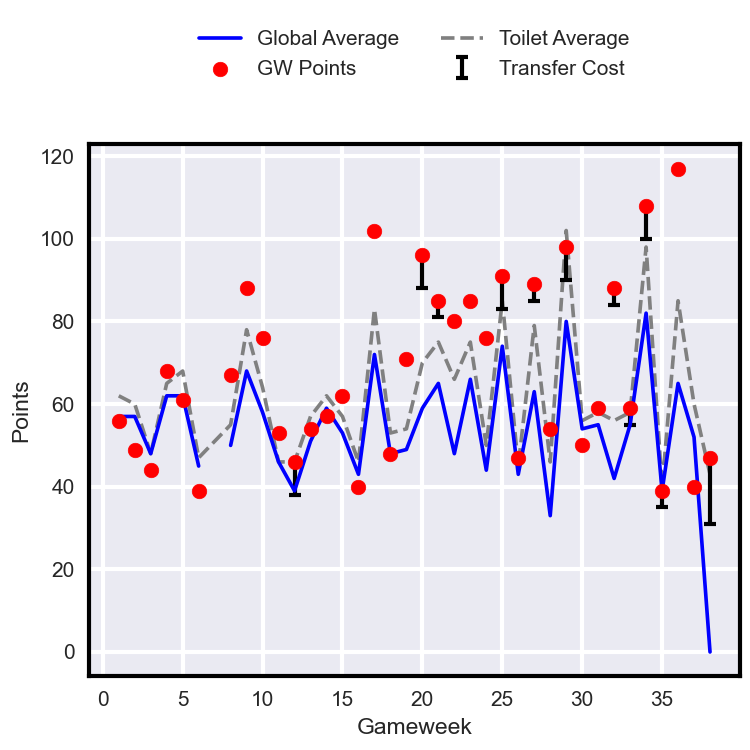 Global Average
Toilet Average
GW Points
Transfer Cost
120
100
80
60
40
20
0
Points
0 5 10 15 20 25 30 35
Gameweek